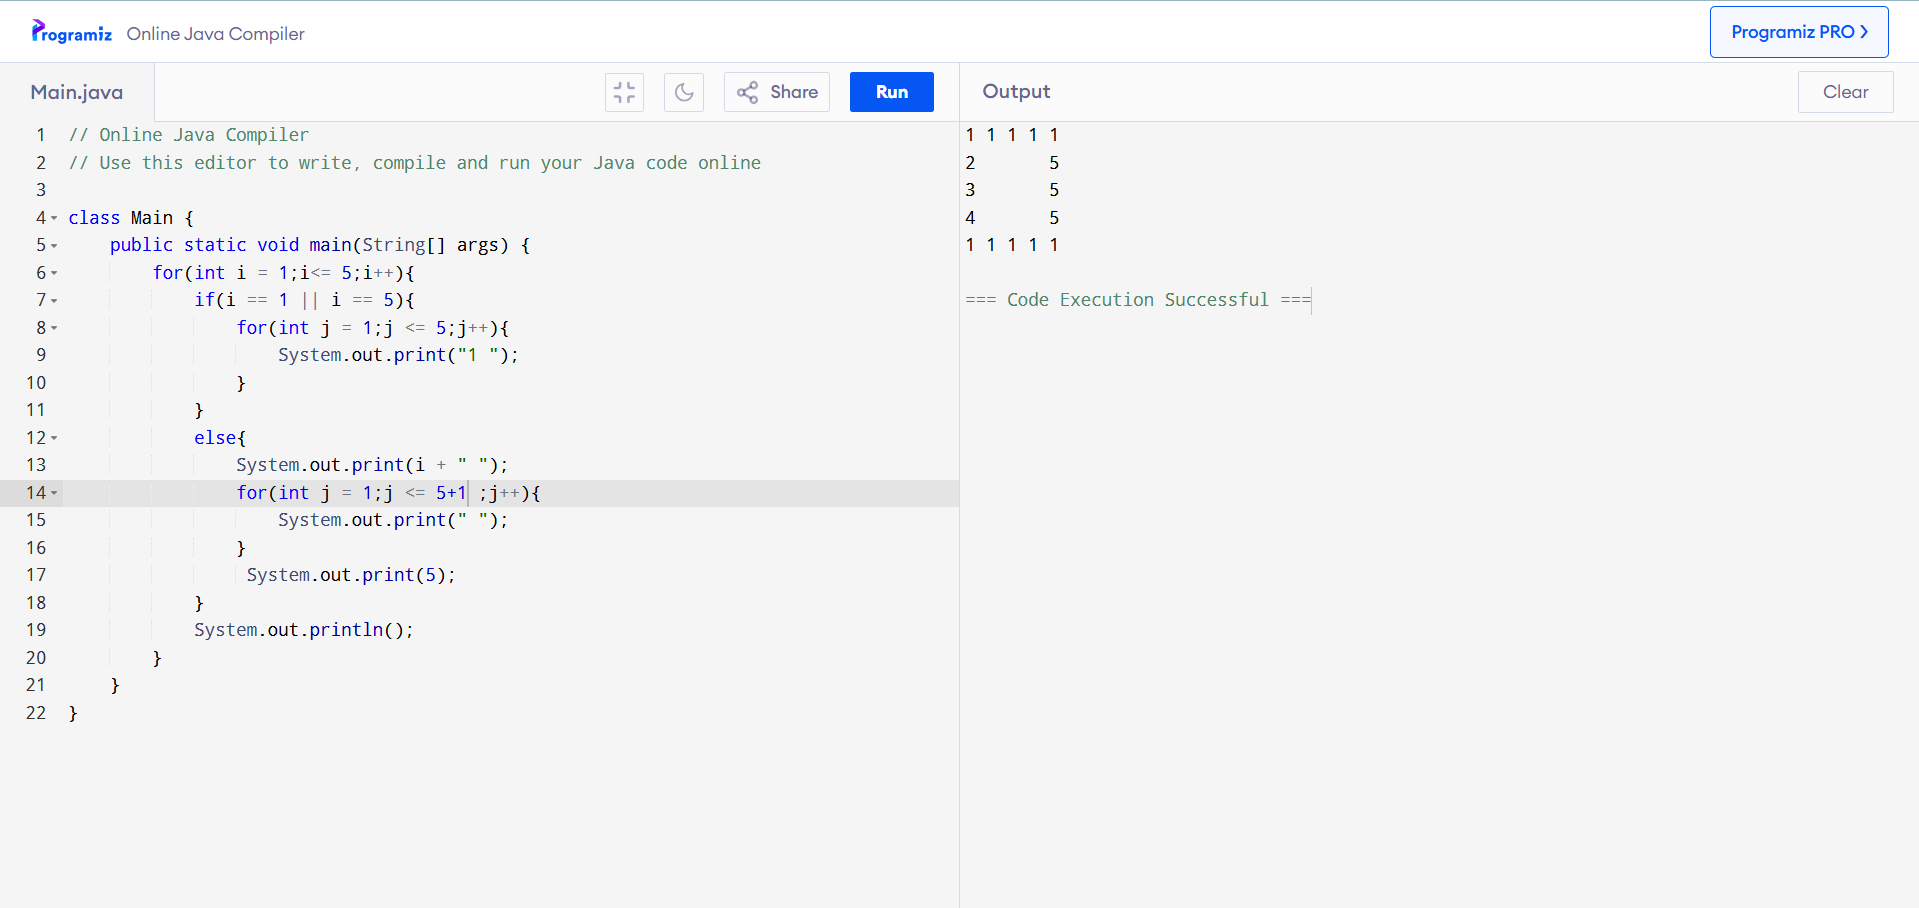 Programiz Online Java Compiler
Programiz PRO >
Main.java
Share
Run
Output
Clear
1 // Online Java Compiler
2 // Use this editor to write, compile and run your Java code online
3
4 class Main {
5     public static void main(String[] args) {
6         for(int i = 1;i<= 5;i++){
7             if(i == 1 || i == 5){
8                 for(int j = 1;j <= 5;j++){
9                     System.out.print("1 ");
10                 }
11             }
12             else{
13                 System.out.print(i + " ");
14                 for(int j = 1;j <= 5+1 ;j++){
15                     System.out.print(" ");
16                 }
17                  System.out.print(5);
18             }
19             System.out.println();
20         }
21     }
22 }
1 1 1 1 1
2       5
3       5
4       5
1 1 1 1 1
=== Code Execution Successful ===